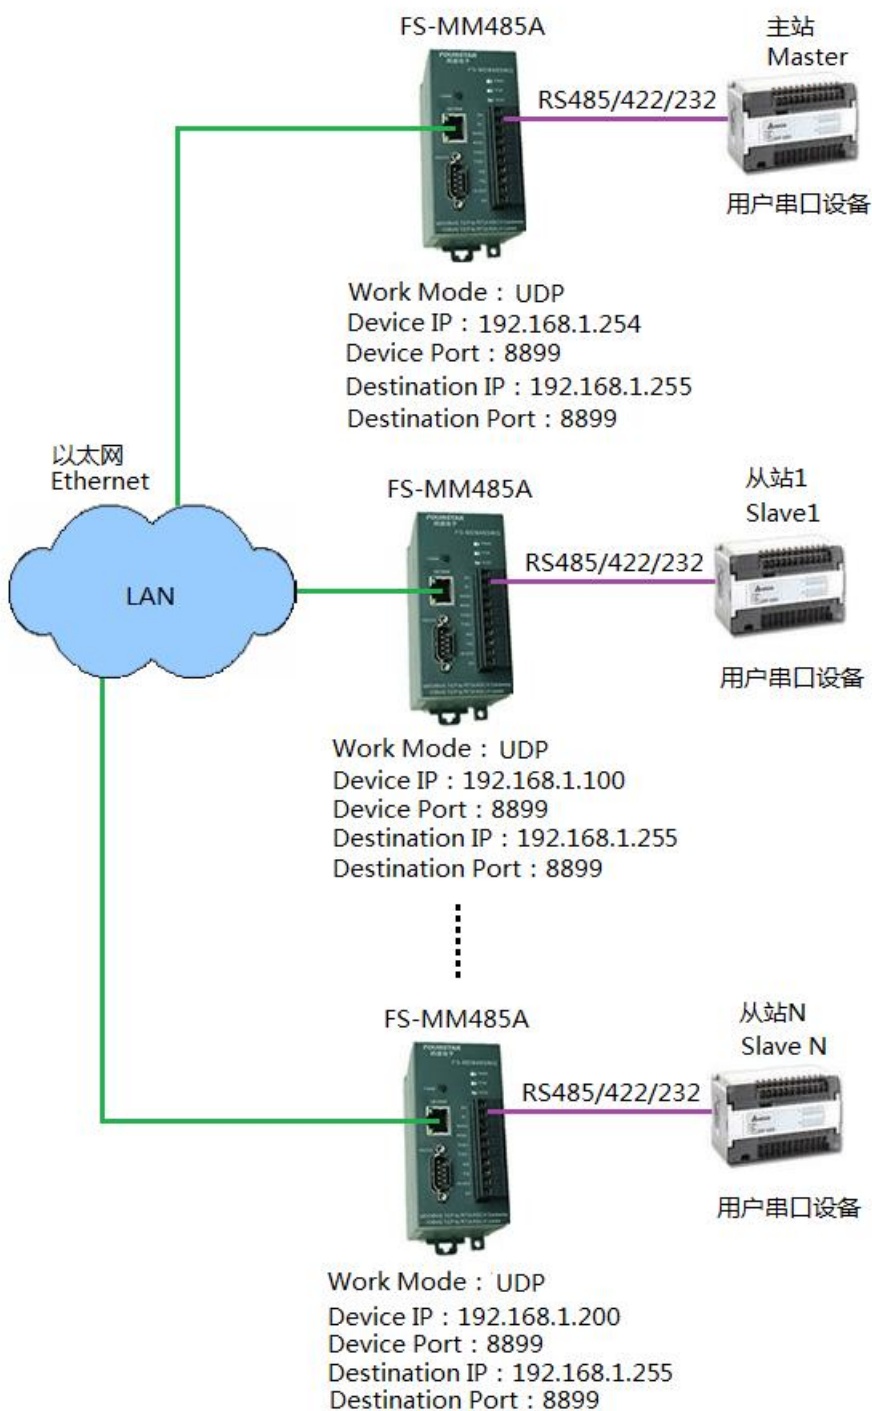 FS-MM485A
主站
Master
RS485/422/232
用户串口设备
Work Mode：UDP
Device IP：192.168.1.254
Device Port：8899
Destination IP：192.168.1.255
Destination Port：8899
以太网
Ethernet
LAN
FS-MM485A
从站1
Slave1
RS485/422/232
用户串口设备
Work Mode：UDP
Device IP：192.168.1.100
Device Port：8899
Destination IP：192.168.1.255
Destination Port：8899
FS-MM485A
从站N
Slave N
RS485/422/232
用户串口设备
Work Mode：UDP
Device IP：192.168.1.200
Device Port：8899
Destination IP：192.168.1.255
Destination Port：8899